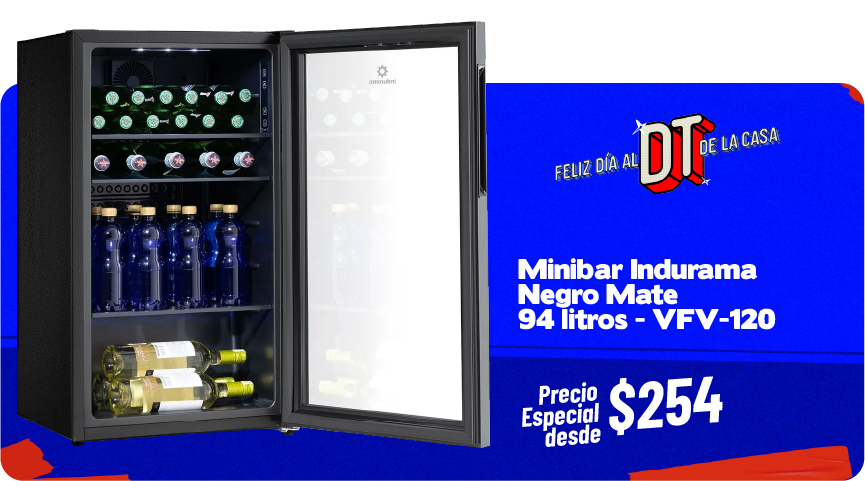 indurama
FELIZ DÍA AL DT DE LA CASA
Minibar Indurama
Negro Mate
94 litros - VFV-120
Precio
Especial
desde
$254